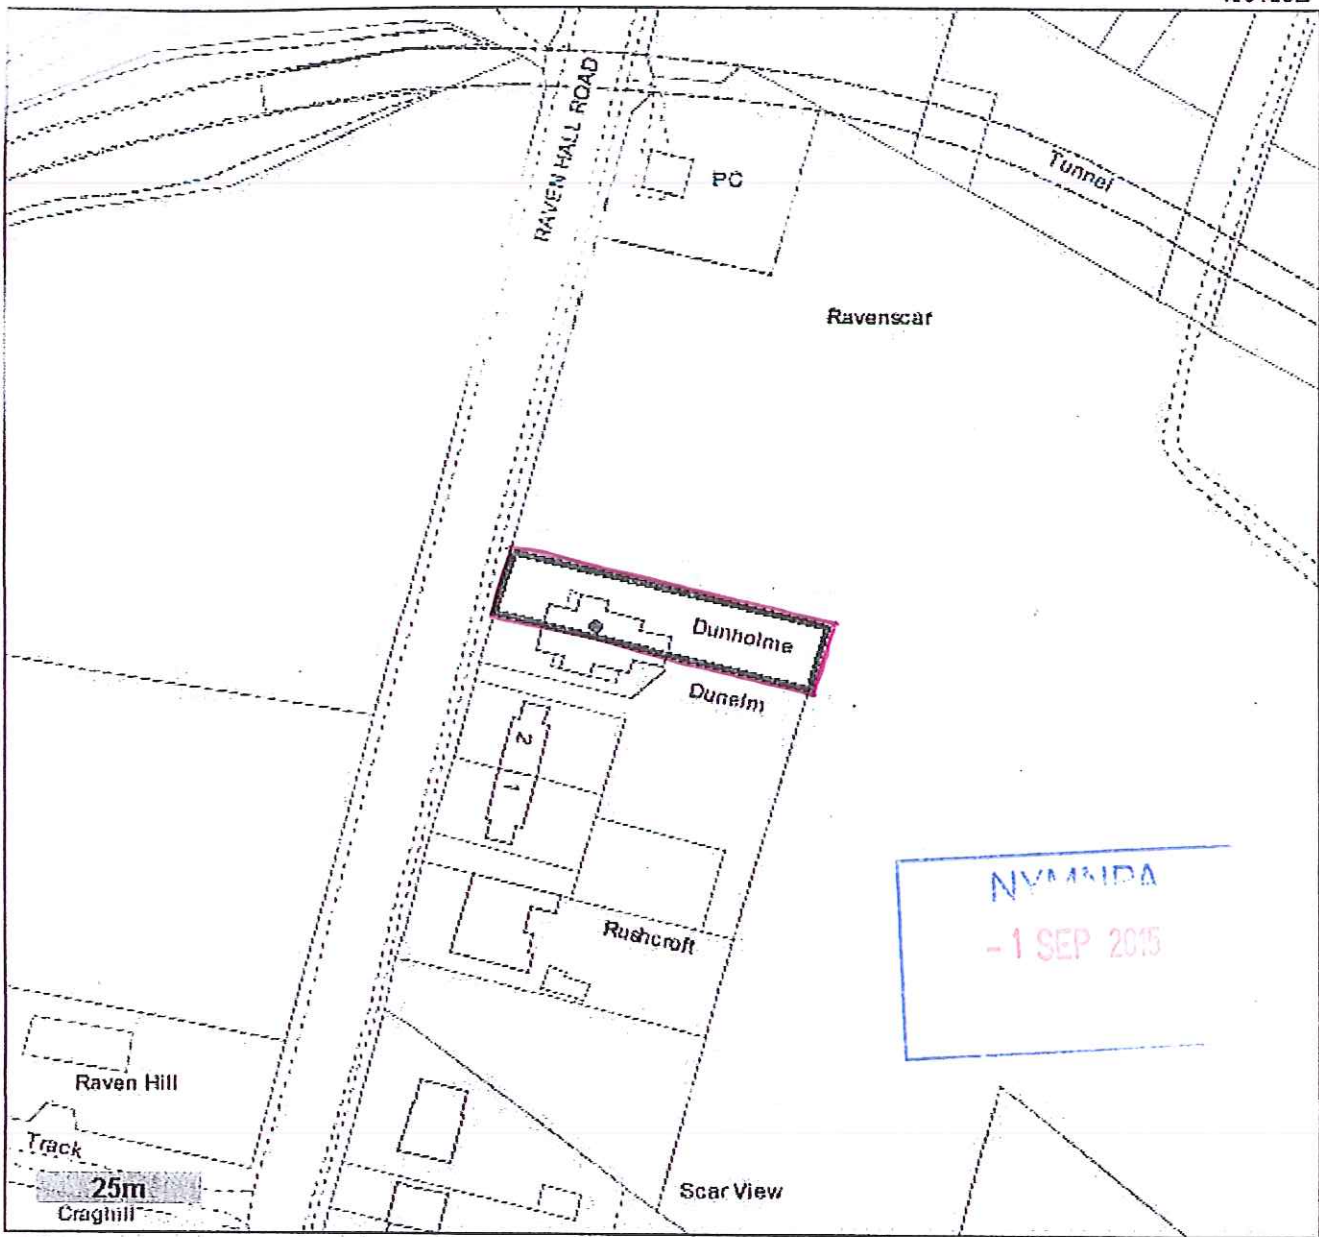 RAVEN HALL ROAD
PC
Tunnel
Ravenscar
Dunholme
Dunelm
2
1
Rushcroft
NYMNPA
- 1 SEP 2015
Raven Hill
Track
25m
Craghill
Scar View